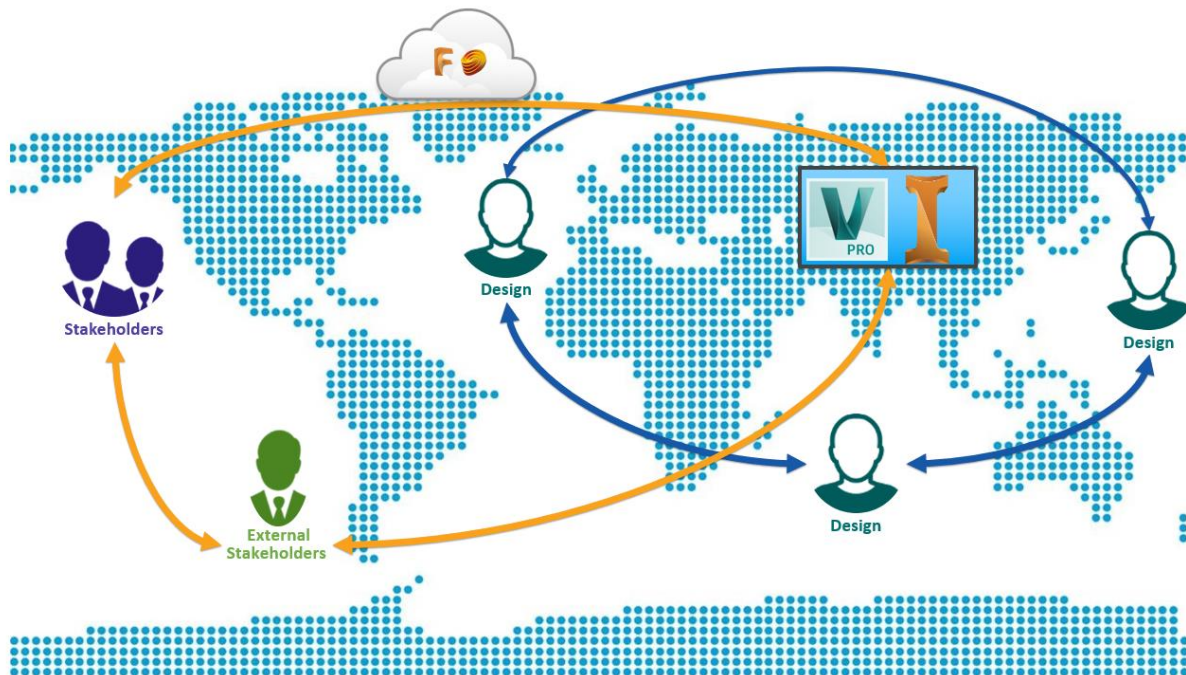 F
V I
PRO
Design
Stakeholders
Design
Design
External
Stakeholders